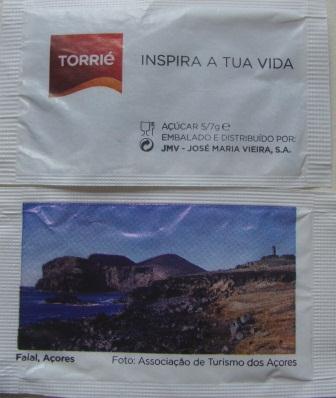 TORRIé
INSPIRA A TUA VIDA
AÇÚCAR 5/7g e
EMBALADO E DISTRIBUÍDO POR:
JMV - JOSÉ MARIA VIEIRA, S.A.
Faial, Açores
Foto: Associação de Turismo dos Açores